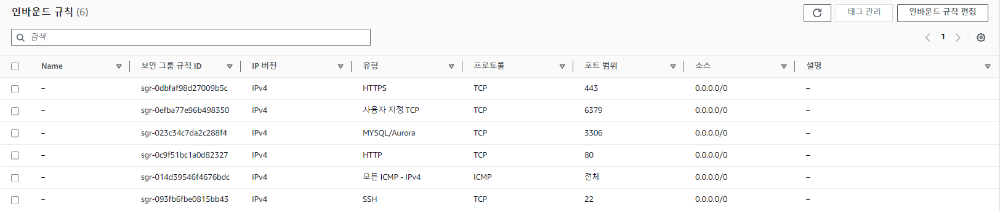 인바운드 규칙 (6)
태그 관리
인바운드 규칙 편집
검색
1
Name 보안 그룹 규칙 ID IP 버전 유형 프로토콜 포트 범위 소스 설명
– sgr-0dbfaf98d27009b5c IPv4 HTTPS TCP 443 0.0.0.0/0 –
– sgr-0efba77e96b498350 IPv4 사용자 지정 TCP TCP 6379 0.0.0.0/0 –
– sgr-023c34c7da2c288f4 IPv4 MYSQL/Aurora TCP 3306 0.0.0.0/0 –
– sgr-0c9f51bc1a0d82327 IPv4 HTTP TCP 80 0.0.0.0/0 –
– sgr-014d39546f4676bdc IPv4 모든 ICMP - IPv4 ICMP 전체 0.0.0.0/0 –
– sgr-093fb6fbe0815bb43 IPv4 SSH TCP 22 0.0.0.0/0 –